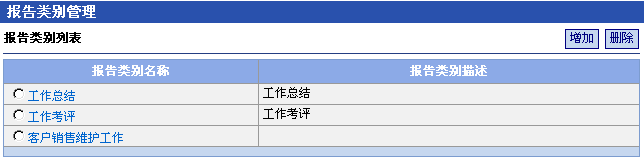 报告类别管理
报告类别列表 增加 删除
报告类别名称 报告类别描述
工作总结 工作总结
工作考评 工作考评
客户销售维护工作